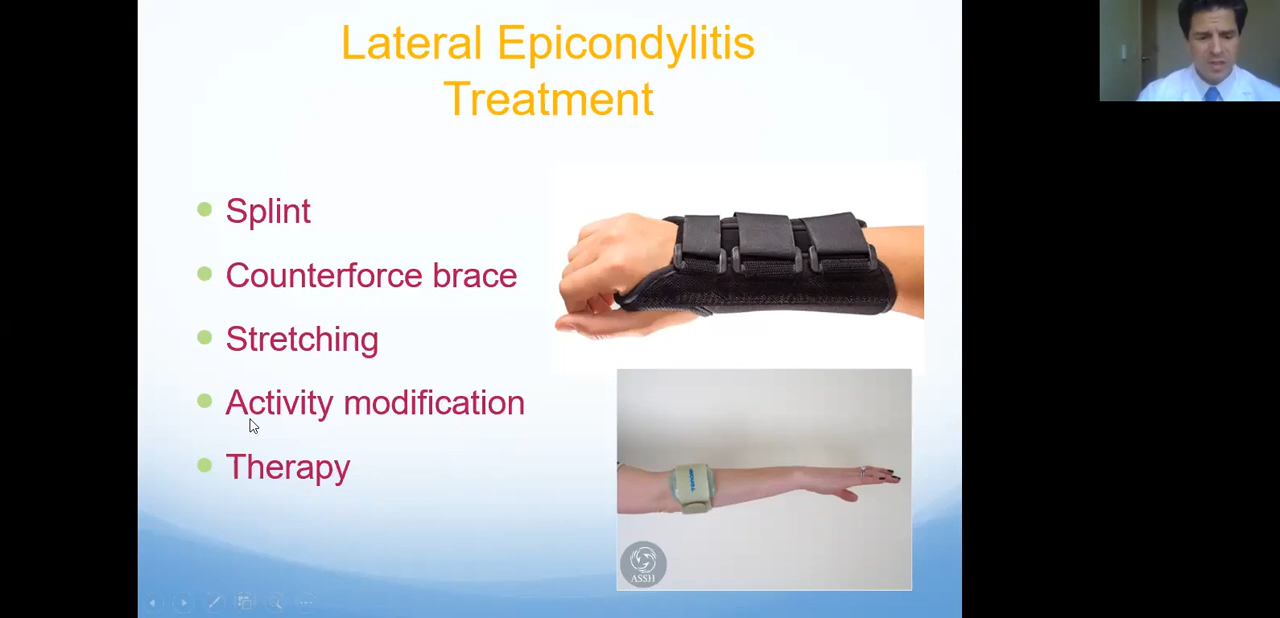 Lateral Epicondylitis
Treatment
Splint
Counterforce brace
Stretching
Activity modification
Therapy
ASSH